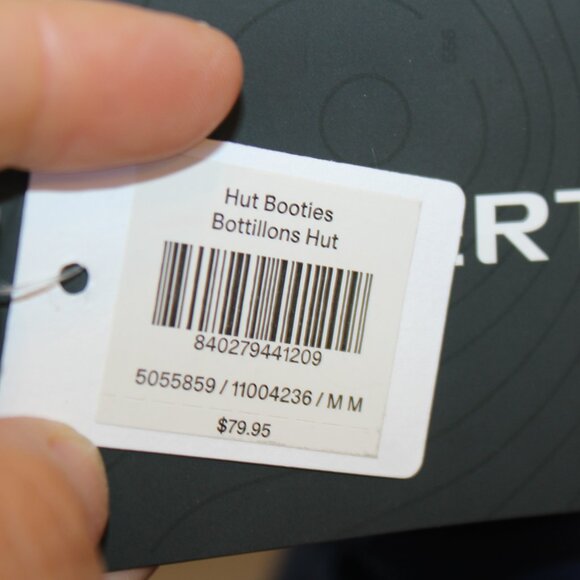 Hut Booties
Bottillons Hut
840279441209
5055859 / 11004236 / M M
$79.95
ERT